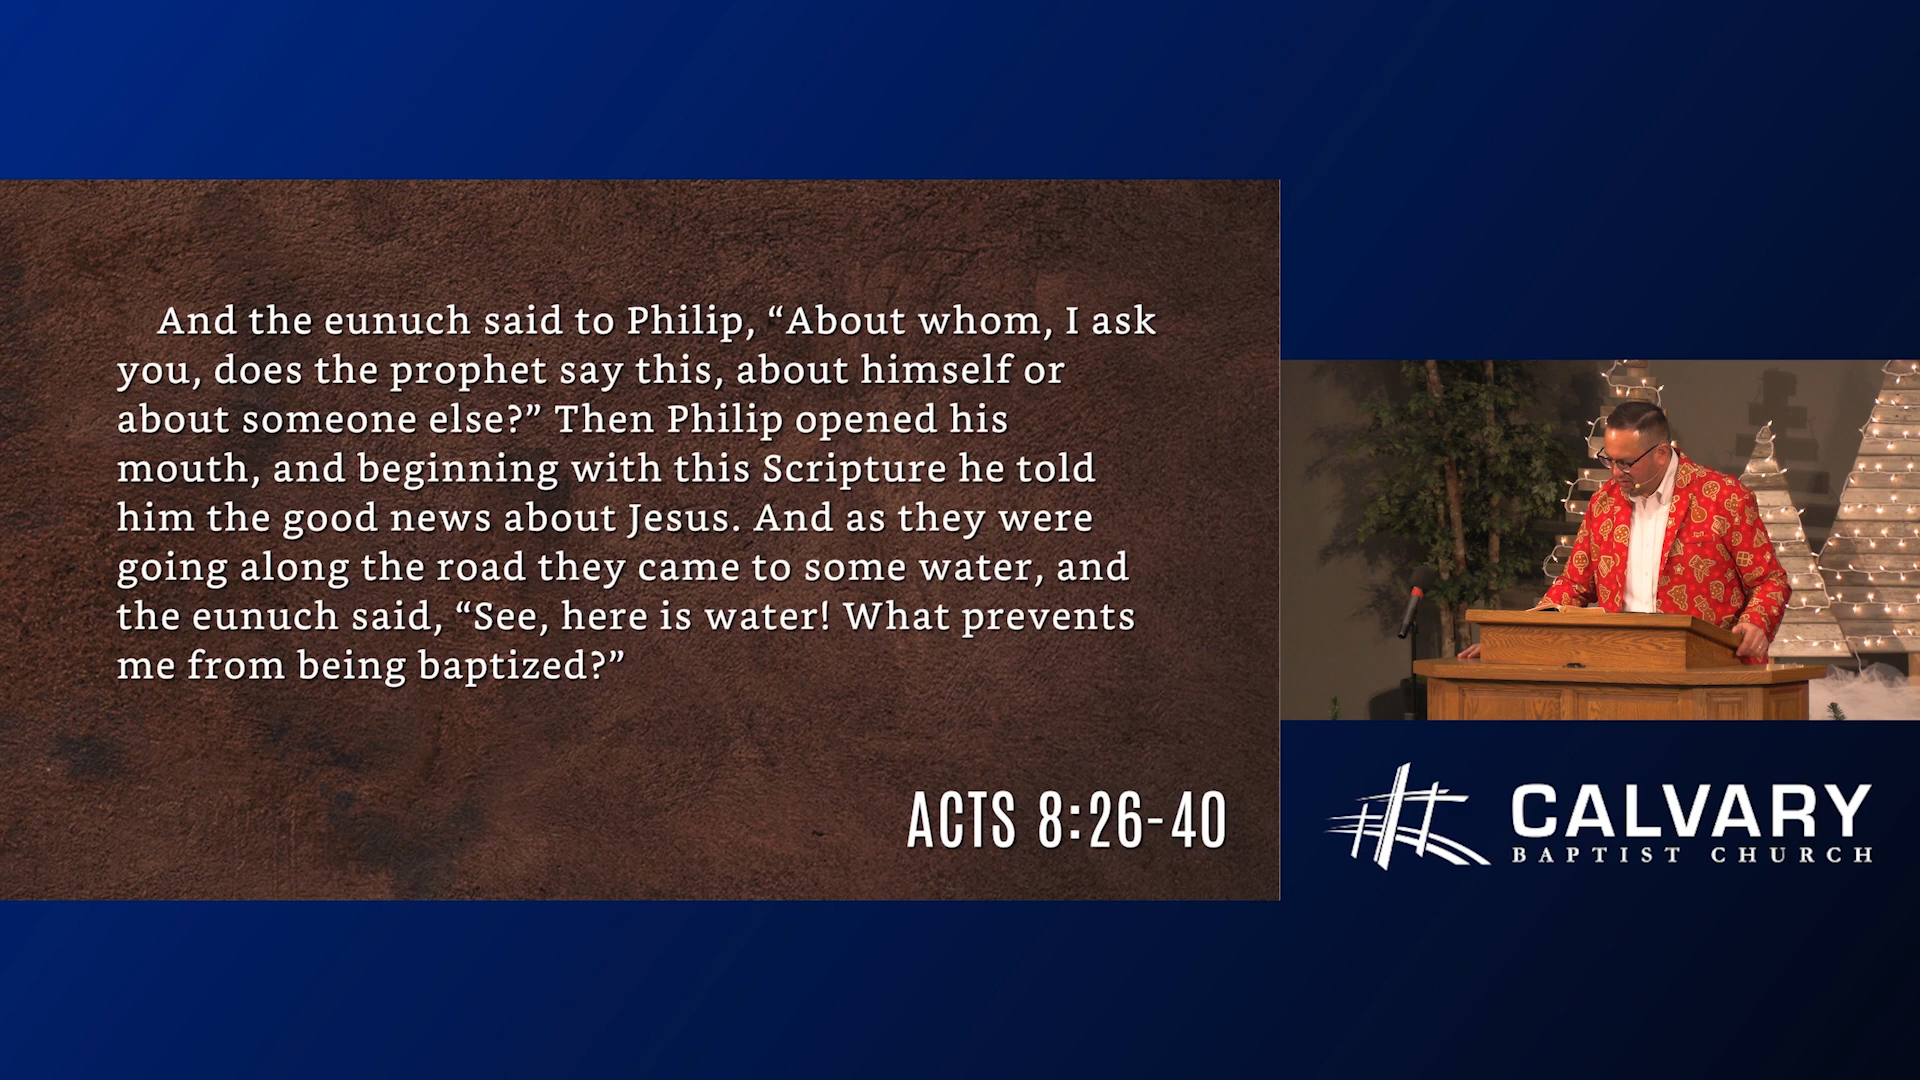 And the eunuch said to Philip, “About whom, I ask
you, does the prophet say this, about himself or
about someone else?” Then Philip opened his
mouth, and beginning with this Scripture he told
him the good news about Jesus. And as they were
going along the road they came to some water, and
the eunuch said, “See, here is water! What prevents
me from being baptized?”
ACTS 8:26-40
CALVARY
BAPTIST CHURCH